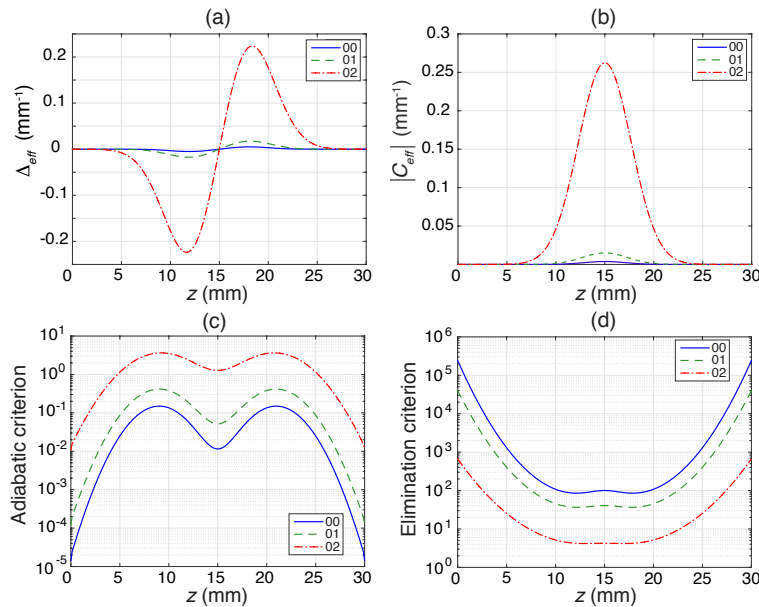 (a)
0.2
0.1
0
-0.1
-0.2
Δeff (mm⁻¹)
00
01
02
0 5 10 15 20 25 30
z (mm)
(b)
0.3
0.25
0.2
0.15
0.1
0.05
|Ceff| (mm⁻¹)
00
01
02
0 5 10 15 20 25 30
z (mm)
(c)
10¹
10⁰
10⁻¹
10⁻²
10⁻³
10⁻⁴
10⁻⁵
Adiabatic criterion
00
01
02
0 5 10 15 20 25 30
z (mm)
(d)
10⁶
10⁵
10⁴
10³
10²
10¹
10⁰
Elimination criterion
00
01
02
0 5 10 15 20 25 30
z (mm)